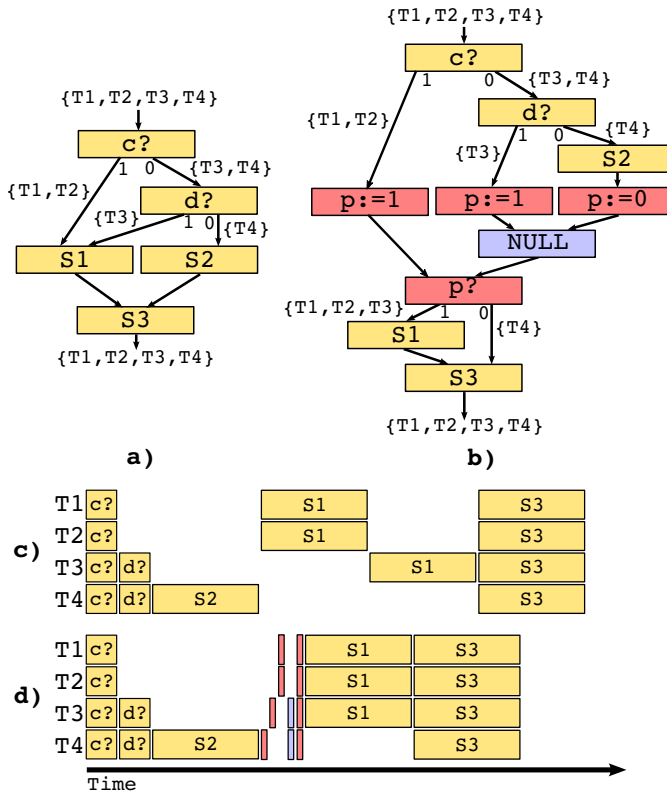 {T1,T2,T3,T4}
c?
1 0
{T1,T2}
{T3,T4}
d?
{T3}
1 0
{T4}
S1
S2
S3
{T1,T2,T3,T4}
a)
{T1,T2,T3,T4}
c?
1 0
{T3,T4}
{T1,T2}
d?
1 0
{T4}
{T3}
S2
p:=1
p:=1
p:=0
NULL
p?
{T1,T2,T3}
1 0
{T4}
S1
S3
{T1,T2,T3,T4}
b)
c)
T1 c? S1 S3
T2 c? S1 S3
T3 c? d? S1 S3
T4 c? d? S2 S3
d)
T1 c? S1 S3
T2 c? S1 S3
T3 c? d? S1 S3
T4 c? d? S2 S3
Time